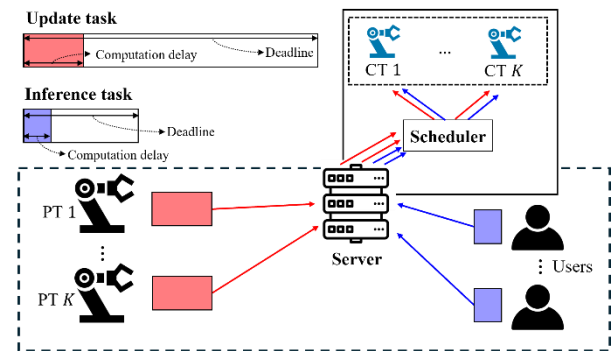 Update task
Deadline
Computation delay
Inference task
Deadline
Computation delay
CT 1
...
CT K
Scheduler
PT 1
⋮
PT K
Server
⋮ Users